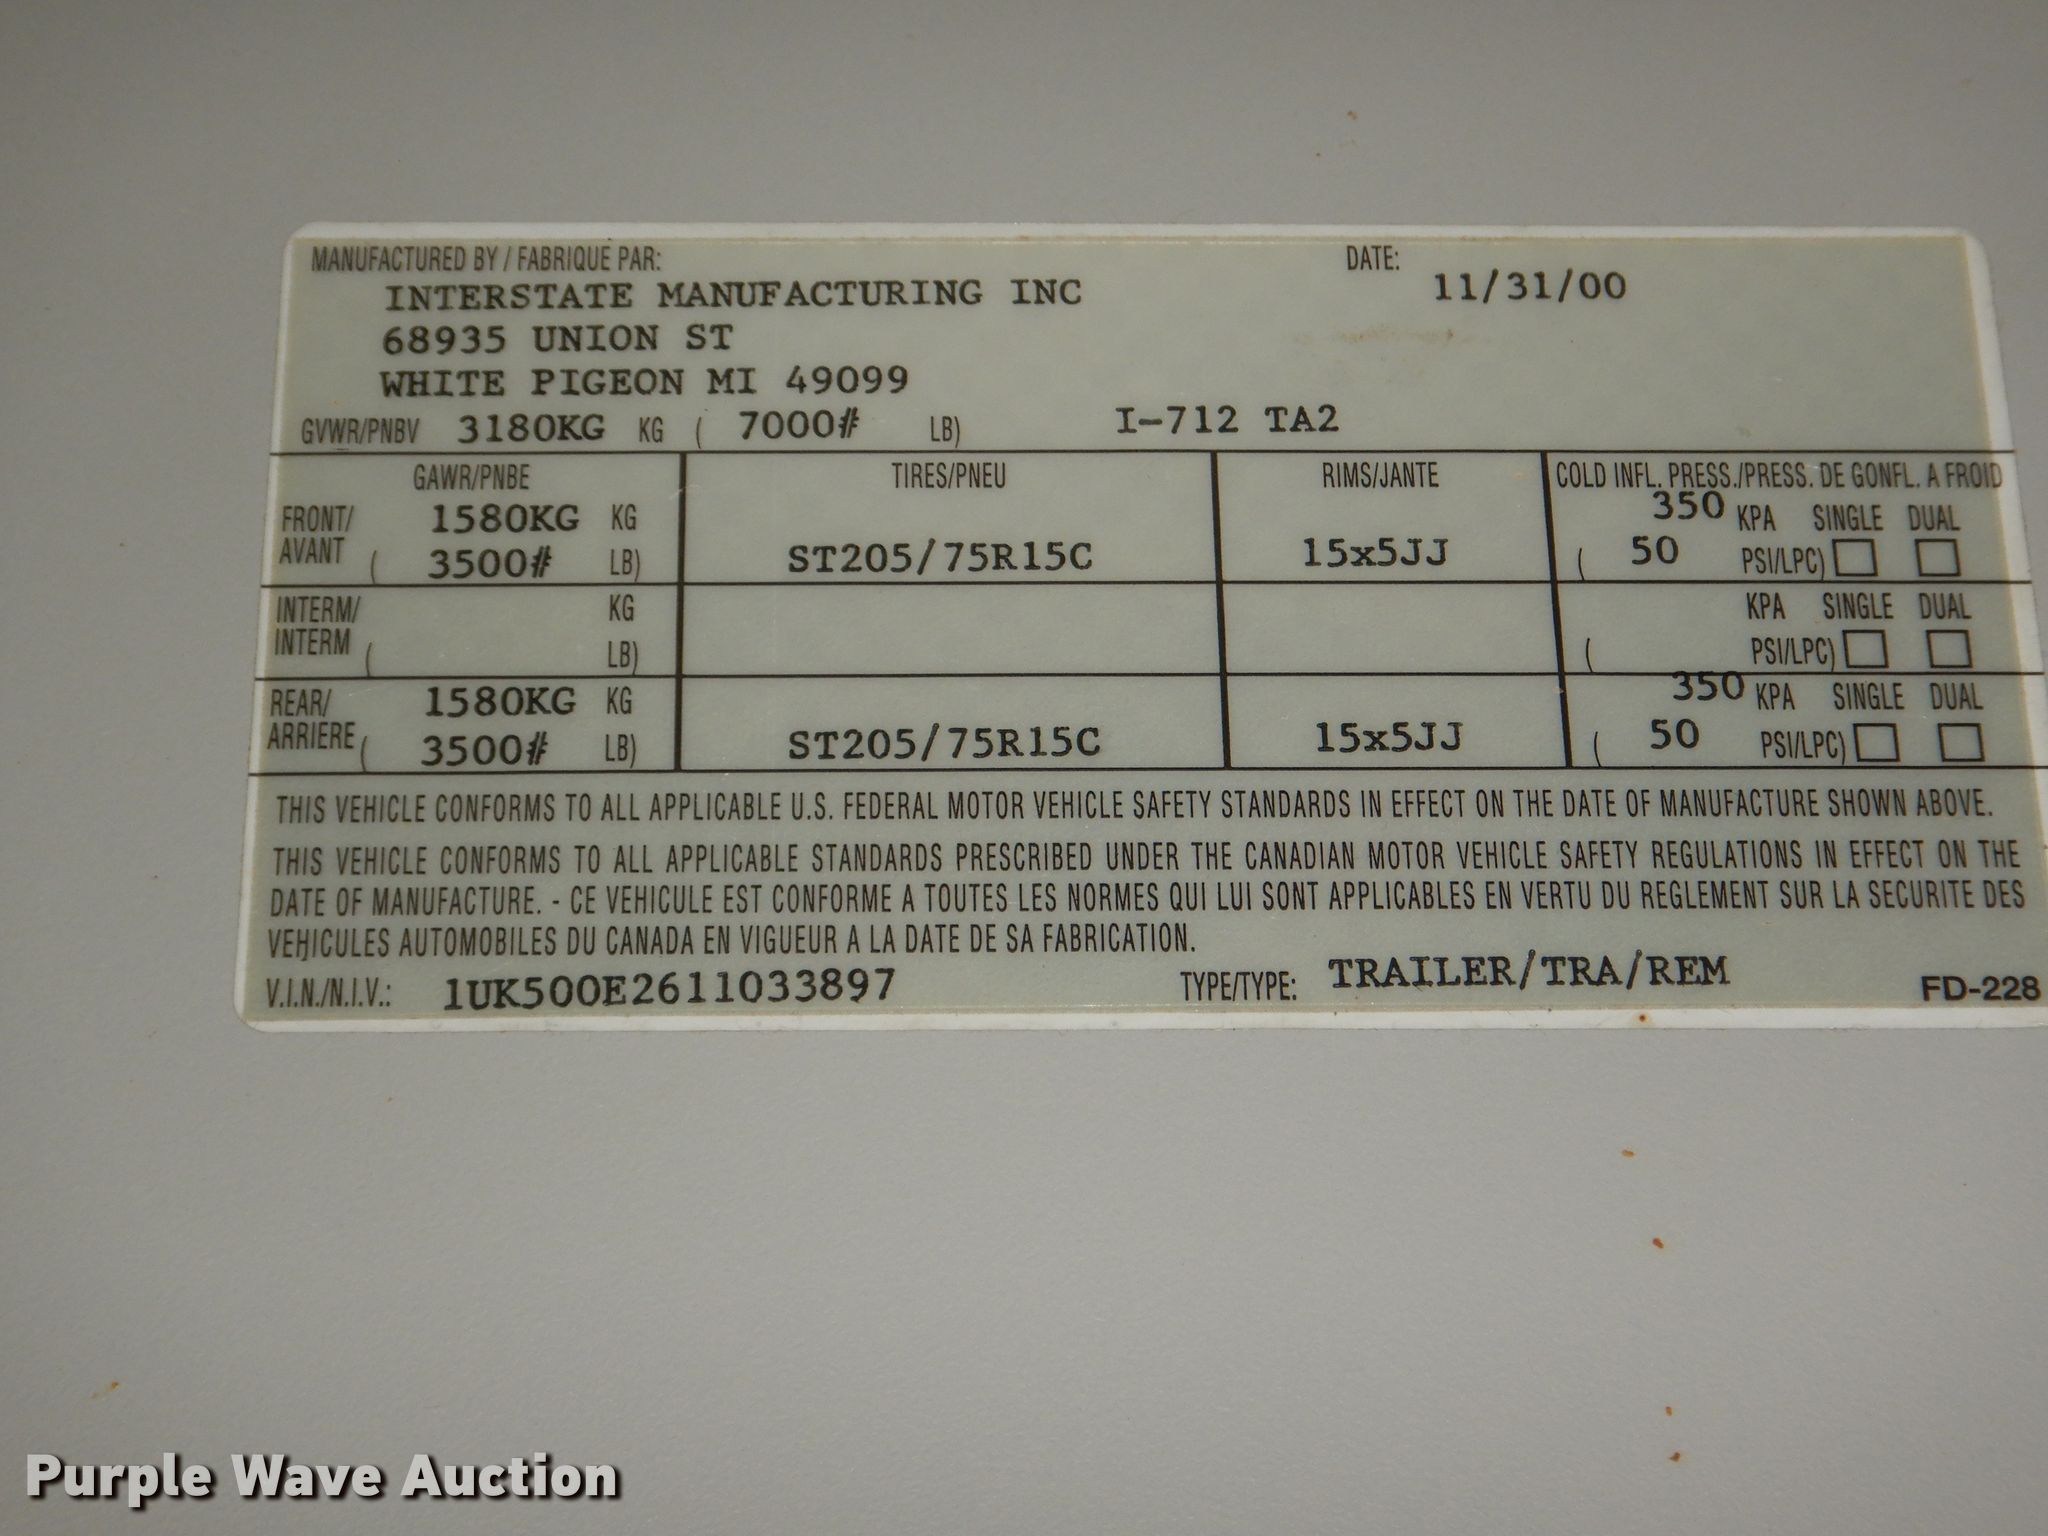 MANUFACTURED BY / FABRIQUE PAR: DATE:
INTERSTATE MANUFACTURING INC 11/31/00
68935 UNION ST
WHITE PIGEON MI 49099
GVWR/PNBV 3180KG KG ( 7000# LB) I-712 TA2
GAWR/PNBE TIRES/PNEU RIMS/JANTE COLD INFL. PRESS./PRESS. DE GONFL. A FROID
FRONT/ 1580KG KG 350 KPA SINGLE DUAL
AVANT ( 3500# LB) ST205/75R15C 15x5JJ ( 50 PSI/LPC)
INTERM/ KG KPA SINGLE DUAL
INTERM ( LB) ( PSI/LPC)
REAR/ 1580KG KG 350 KPA SINGLE DUAL
ARRIERE ( 3500# LB) ST205/75R15C 15x5JJ ( 50 PSI/LPC)
THIS VEHICLE CONFORMS TO ALL APPLICABLE U.S. FEDERAL MOTOR VEHICLE SAFETY STANDARDS IN EFFECT ON THE DATE OF MANUFACTURE SHOWN ABOVE.
THIS VEHICLE CONFORMS TO ALL APPLICABLE STANDARDS PRESCRIBED UNDER THE CANADIAN MOTOR VEHICLE SAFETY REGULATIONS IN EFFECT ON THE
DATE OF MANUFACTURE. - CE VEHICULE EST CONFORME A TOUTES LES NORMES QUI LUI SONT APPLICABLES EN VERTU DU REGLEMENT SUR LA SECURITE DES
VEHICULES AUTOMOBILES DU CANADA EN VIGUEUR A LA DATE DE SA FABRICATION.
V.I.N./N.I.V.: 1UK500E2611033897 TYPE/TYPE: TRAILER/TRA/REM FD-228
Purple Wave Auction